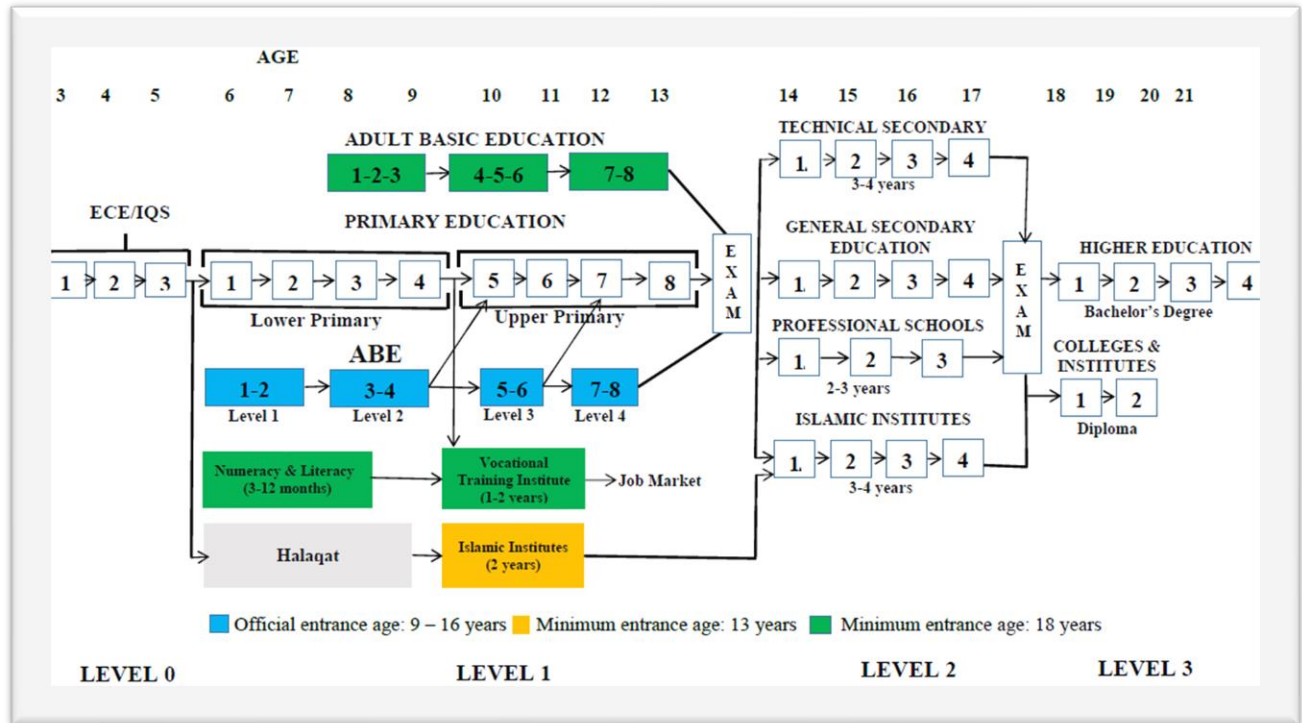 AGE
3 4 5 6 7 8 9 10 11 12 13 14 15 16 17 18 19 20 21
ADULT BASIC EDUCATION
1-2-3 4-5-6 7-8
TECHNICAL SECONDARY
1. 2 3 4
3-4 years
ECE/IQS
PRIMARY EDUCATION
1 2 3 1 2 3 4 5 6 7 8
Lower Primary Upper Primary
EXAM
GENERAL SECONDARY
EDUCATION
1. 2 3 4
EXAM
HIGHER EDUCATION
1 2 3 4
Bachelor's Degree
PROFESSIONAL SCHOOLS
1. 2 3
2-3 years
COLLEGES &
INSTITUTES
1 2
Diploma
ABE
1-2 3-4 5-6 7-8
Level 1 Level 2 Level 3 Level 4
ISLAMIC INSTITUTES
1. 2 3 4
3-4 years
Numeracy & Literacy
(3-12 months)
Vocational
Training Institute
(1-2 years)
Job Market
Halaqat
Islamic Institutes
(2 years)
Official entrance age: 9 – 16 years Minimum entrance age: 13 years Minimum entrance age: 18 years
LEVEL 0 LEVEL 1 LEVEL 2 LEVEL 3